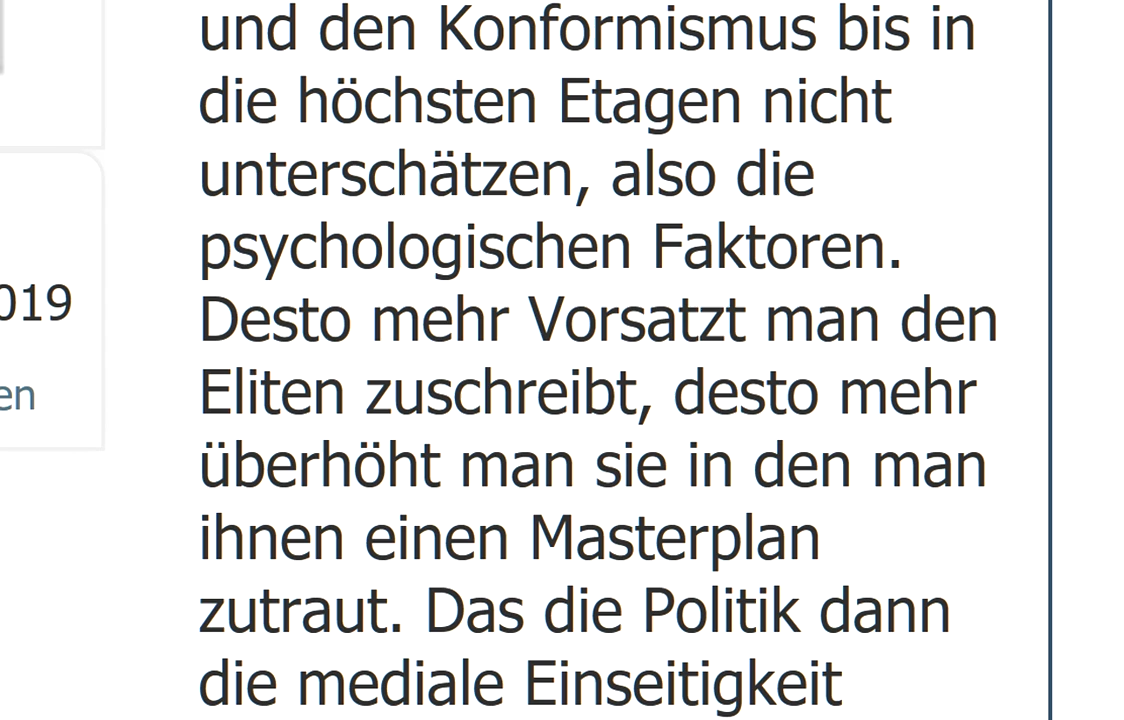 und den Konformismus bis in
die höchsten Etagen nicht
unterschätzen, also die
psychologischen Faktoren.
019
Desto mehr Vorsatzt man den
en
Eliten zuschreibt, desto mehr
überhöht man sie in den man
ihnen einen Masterplan
zutraut. Das die Politik dann
die mediale Einseitigkeit